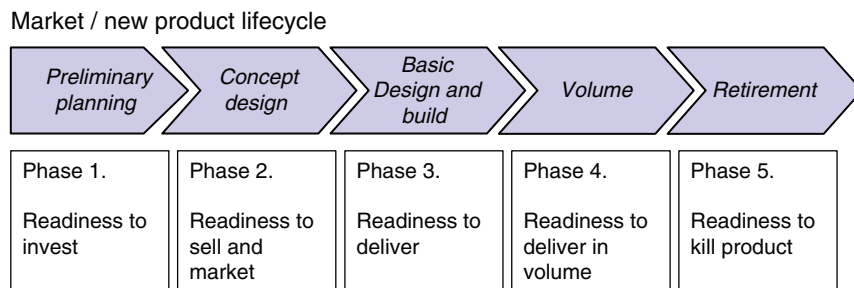 Market / new product lifecycle
Preliminary
planning
Concept
design
Basic
Design and
build
Volume
Retirement
Phase 1.
Readiness to
invest
Phase 2.
Readiness to
sell and
market
Phase 3.
Readiness to
deliver
Phase 4.
Readiness to
deliver in
volume
Phase 5.
Readiness to
kill product